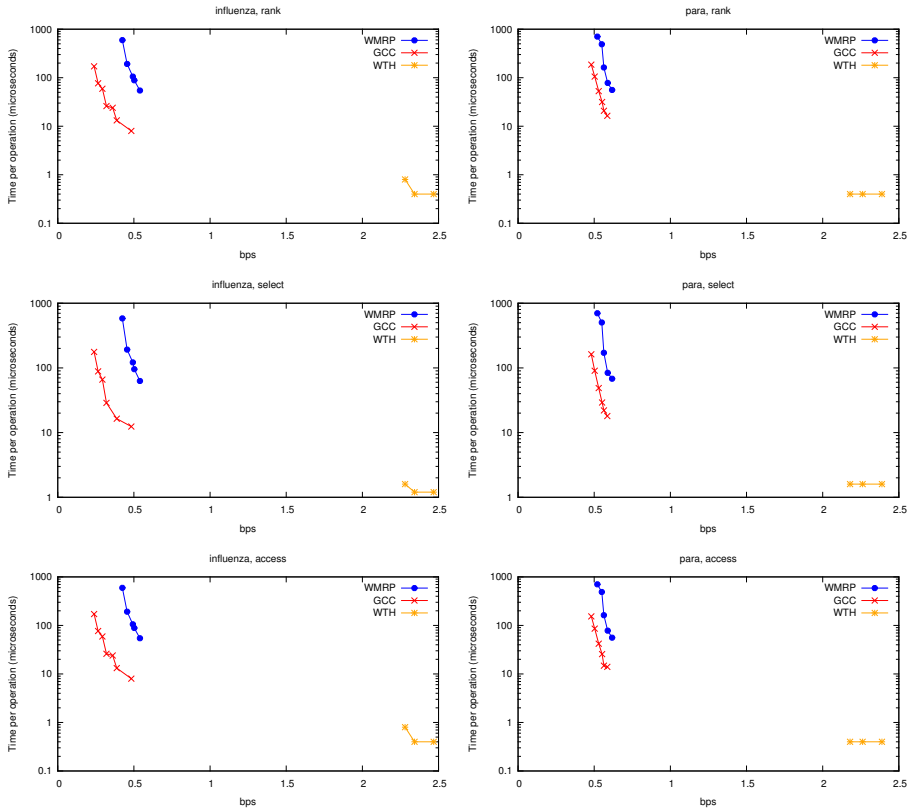 influenza, rank
1000
100
10
1
0.1
0
0.5
1
1.5
2
2.5
Time per operation (microseconds)
bps
WMRP
GCC
WTH
para, rank
1000
100
10
1
0.1
0
0.5
1
1.5
2
2.5
Time per operation (microseconds)
bps
WMRP
GCC
WTH
influenza, select
1000
100
10
1
0
0.5
1
1.5
2
2.5
Time per operation (microseconds)
bps
WMRP
GCC
WTH
para, select
1000
100
10
1
0
0.5
1
1.5
2
2.5
Time per operation (microseconds)
bps
WMRP
GCC
WTH
influenza, access
1000
100
10
1
0.1
0
0.5
1
1.5
2
2.5
Time per operation (microseconds)
bps
WMRP
GCC
WTH
para, access
1000
100
10
1
0.1
0
0.5
1
1.5
2
2.5
Time per operation (microseconds)
bps
WMRP
GCC
WTH